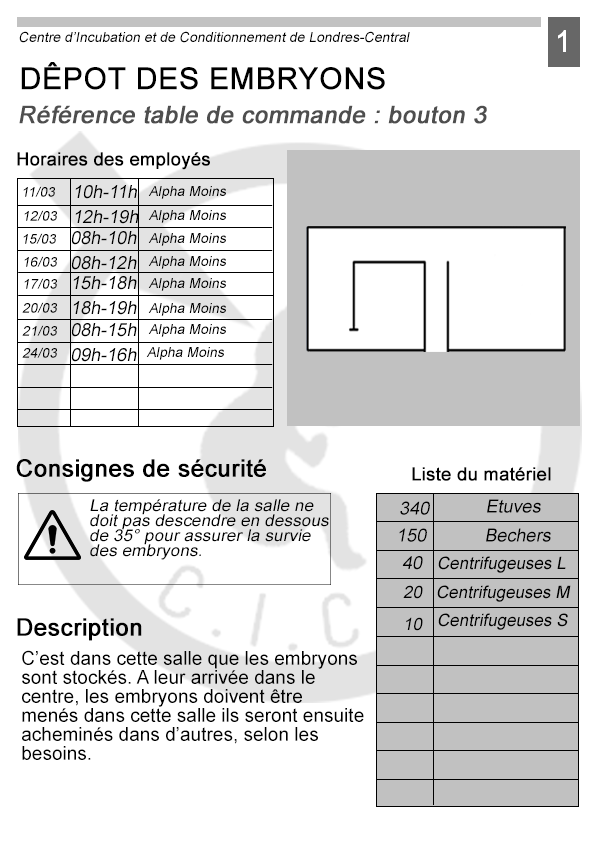 Centre d'Incubation et de Conditionnement de Londres-Central
1
DÊPOT DES EMBRYONS
Référence table de commande : bouton 3
Horaires des employés
11/03 10h-11h Alpha Moins
12/03 12h-19h Alpha Moins
15/03 08h-10h Alpha Moins
16/03 08h-12h Alpha Moins
17/03 15h-18h Alpha Moins
20/03 18h-19h Alpha Moins
21/03 08h-15h Alpha Moins
24/03 09h-16h Alpha Moins
Consignes de sécurité
La température de la salle ne
doit pas descendre en dessous
de 35° pour assurer la survie
des embryons.
Liste du matériel
340 Etuves
150 Bechers
40 Centrifugeuses L
20 Centrifugeuses M
10 Centrifugeuses S
Description
C'est dans cette salle que les embryons
sont stockés. A leur arrivée dans le
centre, les embryons doivent être
menés dans cette salle ils seront ensuite
acheminés dans d'autres, selon les
besoins.